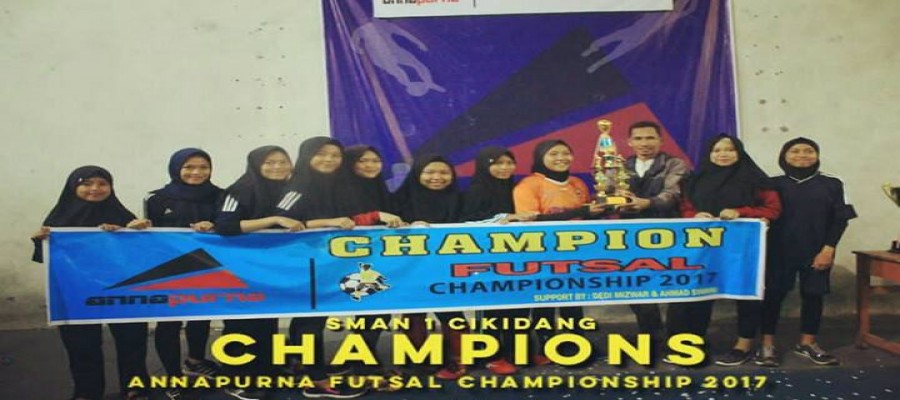 annapurna
CHAMPION
FUTSAL
CHAMPIONSHIP 2017
annapurna
SUPPORT BY : DEDI MIZWAR & AHMAD
SMAN 1 CIKIDANG
CHAMPIONS
ANNAPURNA FUTSAL CHAMPIONSHIP 2017